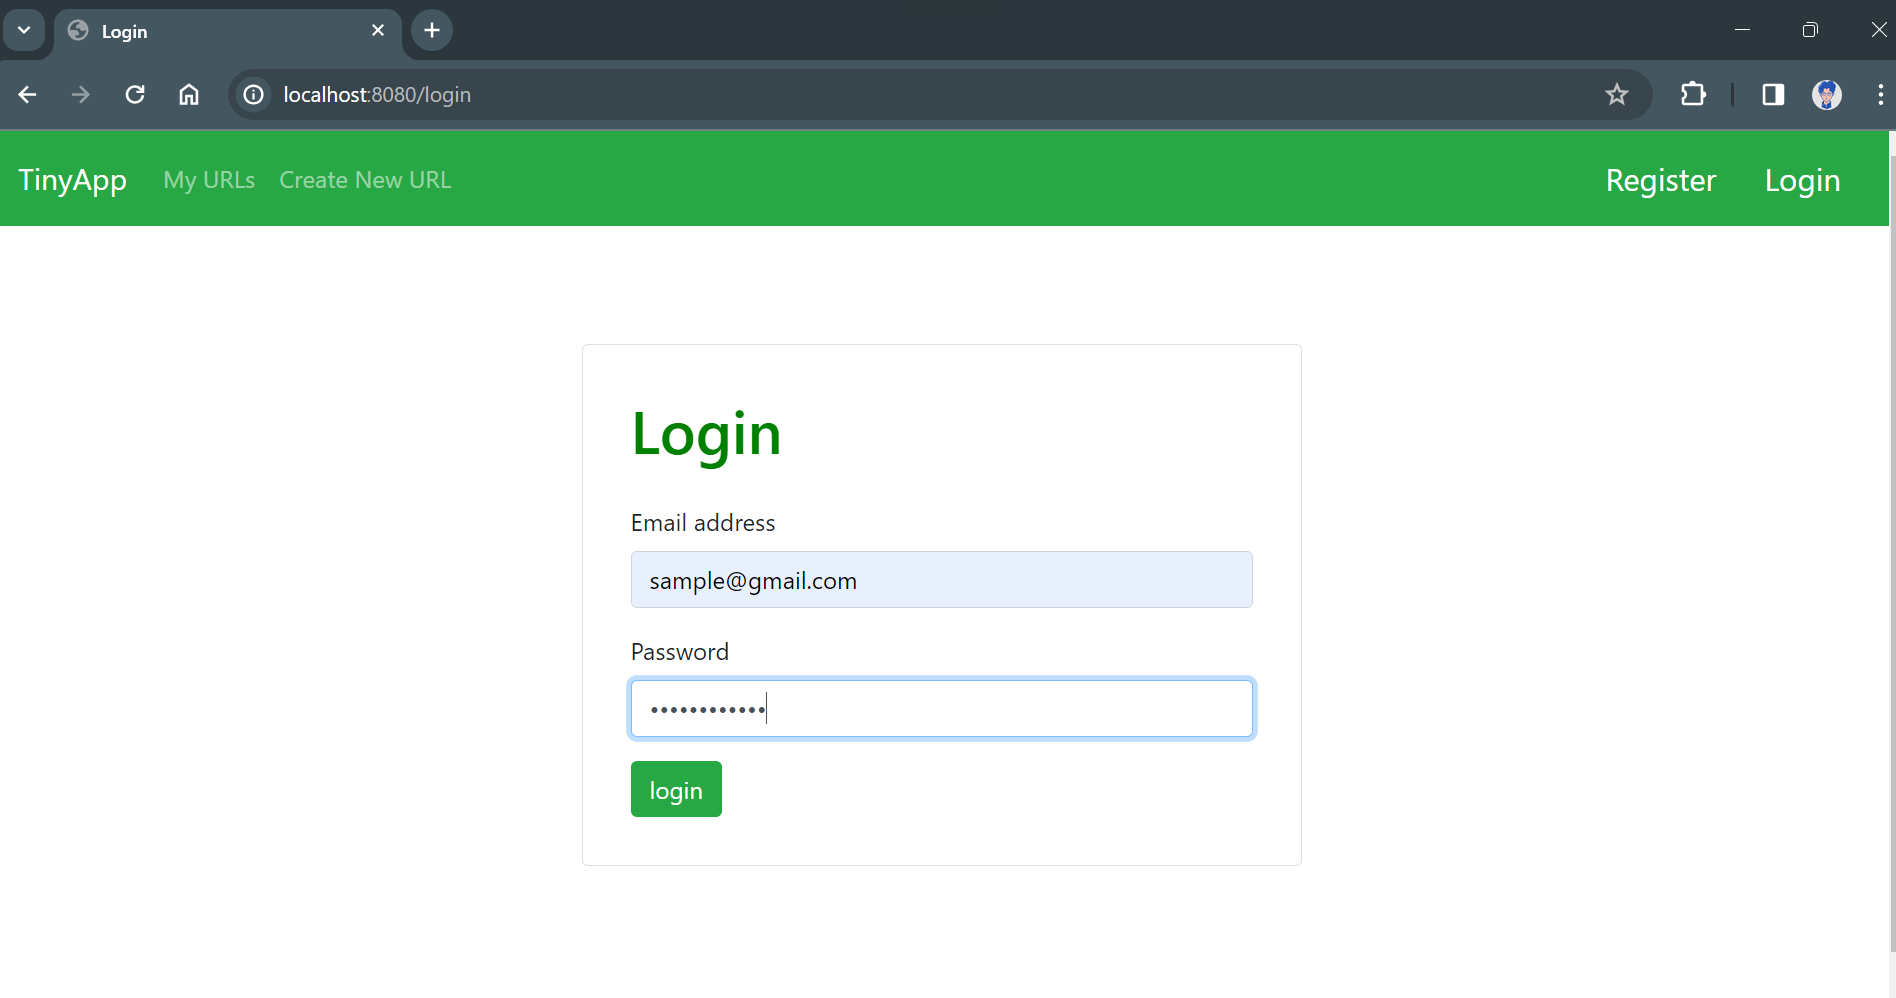 Login
localhost:8080/login
TinyApp My URLs Create New URL Register Login
Login
Email address
sample@gmail.com
Password
••••••••••••
login